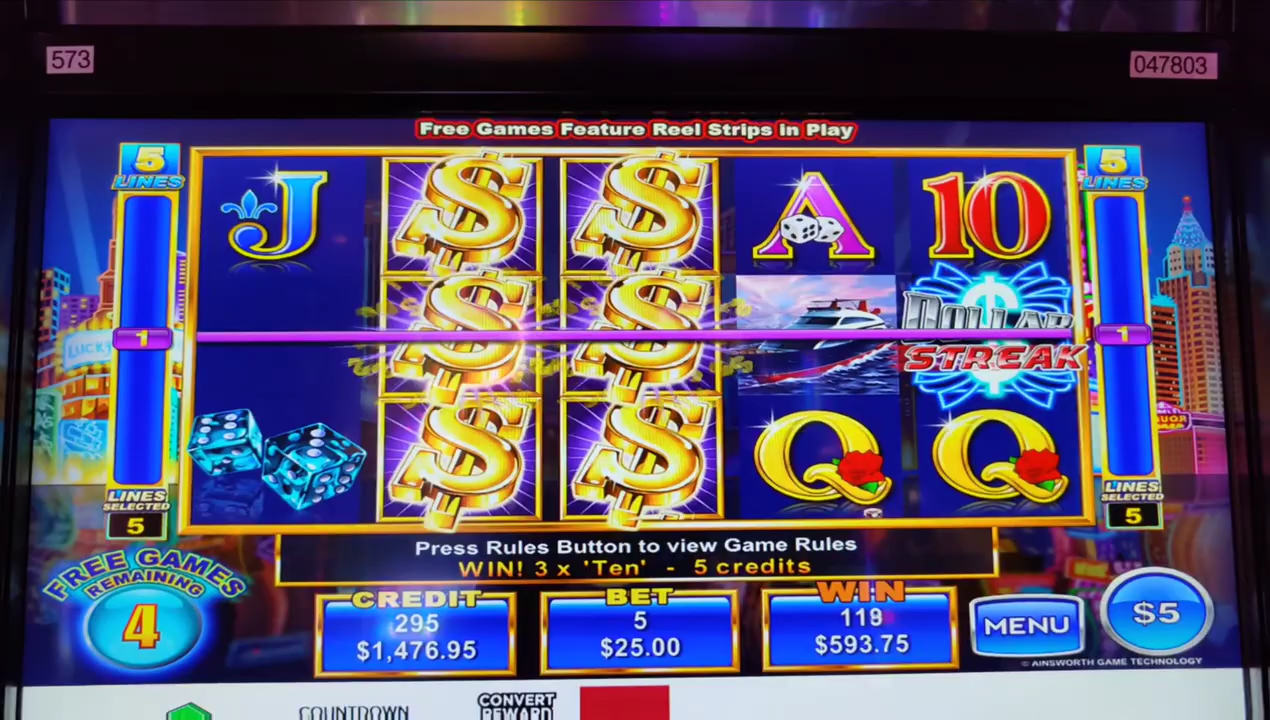 573
047803
Free Games Feature Reel Strips in Play
5
LINES
5
LINES
J
A
10
1
DOLLAR
STREAK
1
Q
Q
LINES
SELECTED
5
LINES
SELECTED
5
Press Rules Button to view Game Rules
WIN! 3 x 'Ten' - 5 credits
FREE GAMES
REMAINING
4
CREDIT
295
$1,476.95
BET
5
$25.00
WIN
$593.75
MENU
$5
© AINSWORTH GAME TECHNOLOGY
COUNTDOWN
CONVERT
REWARD
LUCKY